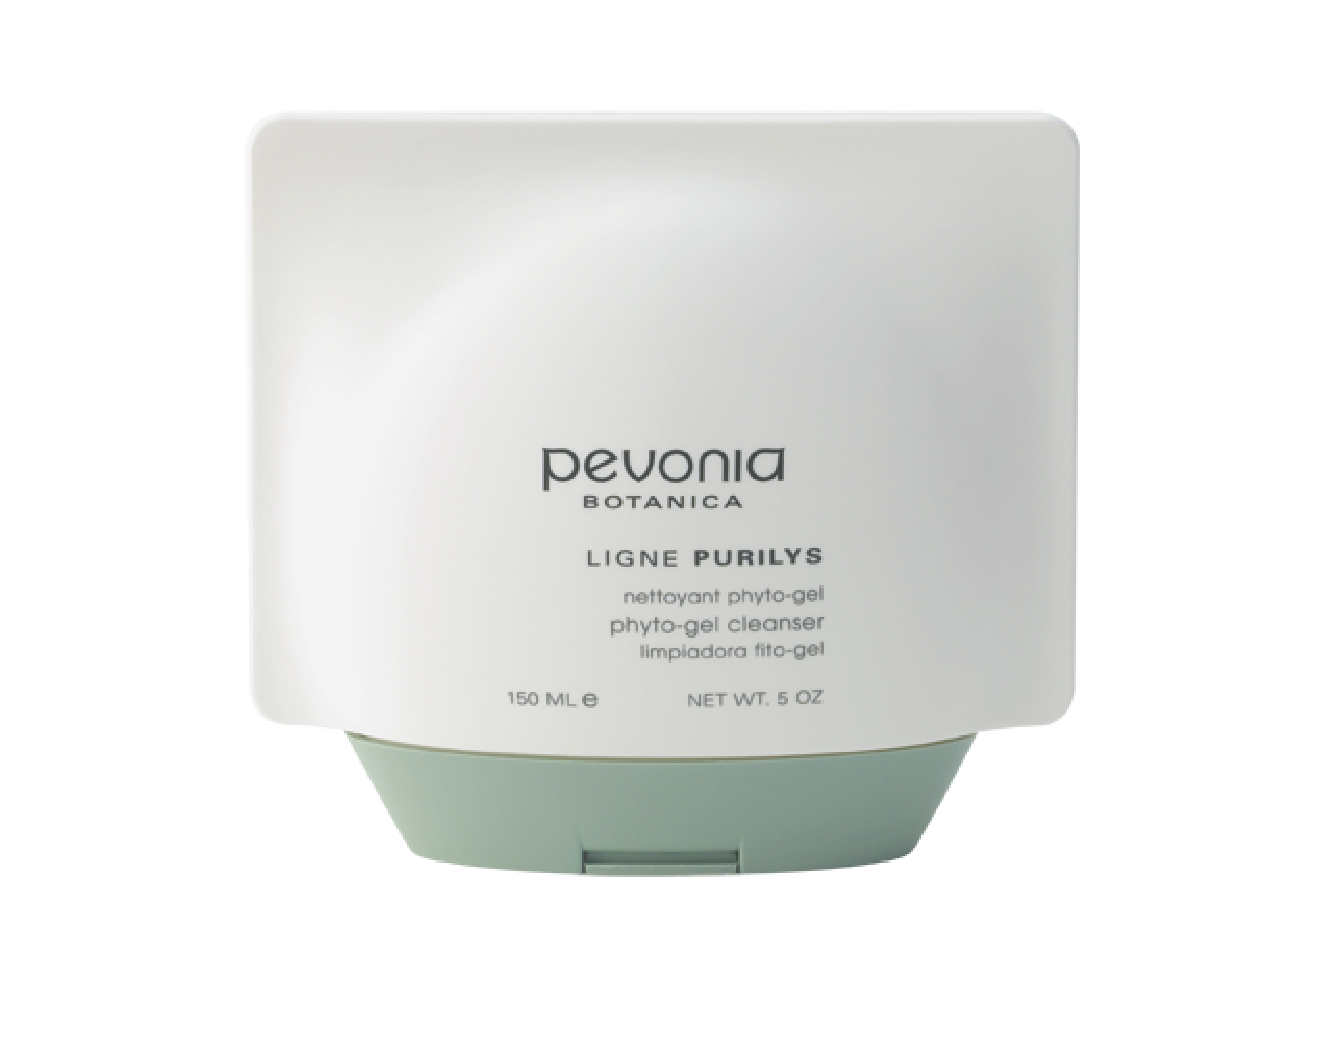 pevonia
BOTANICA
LIGNE PURILYS
nettoyant phyto-gel
phyto-gel cleanser
limpiadora fito-gel
150 ML ℮ NET WT. 5 OZ